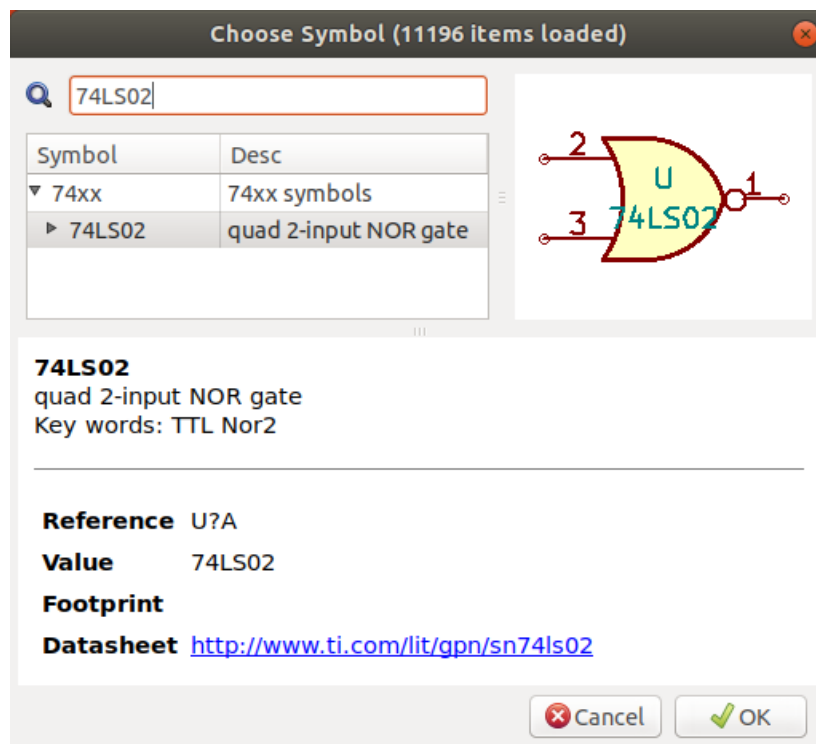 Choose Symbol (11196 items loaded)
74LS02
Symbol Desc
74xx 74xx symbols
74LS02 quad 2-input NOR gate
2
U
1
74LS02
3
74LS02
quad 2-input NOR gate
Key words: TTL Nor2
Reference U?A
Value 74LS02
Footprint
Datasheet http://www.ti.com/lit/gpn/sn74ls02
Cancel OK